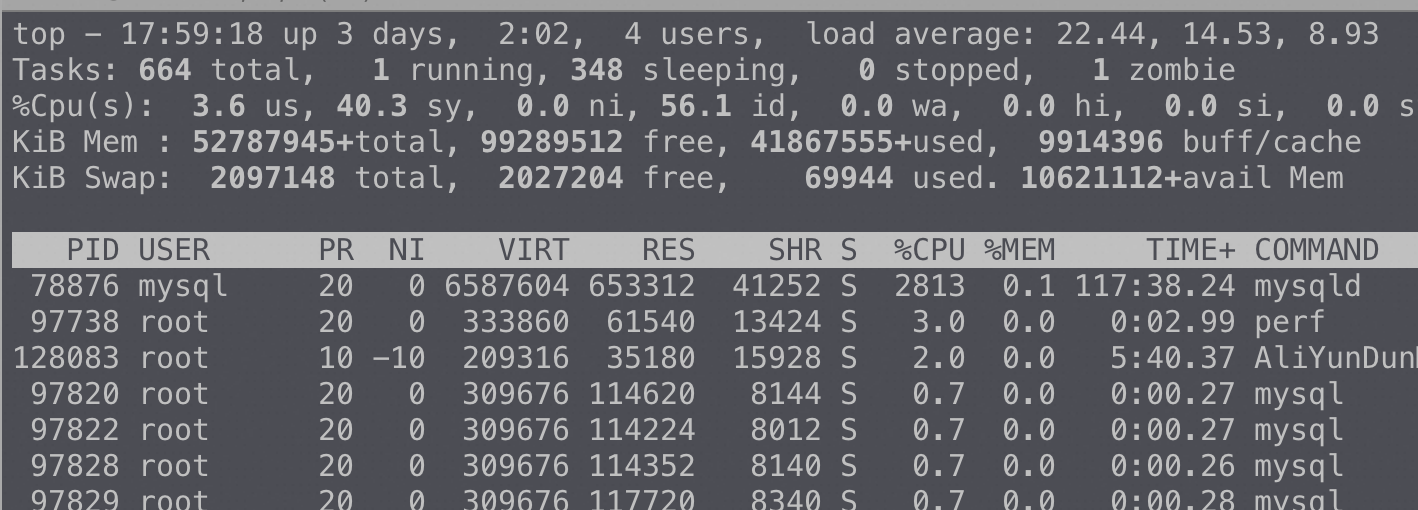 top - 17:59:18 up 3 days,  2:02,  4 users,  load average: 22.44, 14.53, 8.93
Tasks: 664 total,   1 running, 348 sleeping,   0 stopped,   1 zombie
%Cpu(s):  3.6 us, 40.3 sy,  0.0 ni, 56.1 id,  0.0 wa,  0.0 hi,  0.0 si,  0.0 s
KiB Mem : 52787945+total, 99289512 free, 41867555+used,  9914396 buff/cache
KiB Swap:  2097148 total,  2027204 free,    69944 used. 10621112+avail Mem
PID USER      PR  NI    VIRT    RES    SHR S  %CPU %MEM     TIME+ COMMAND
78876 mysql     20   0 6587604 653312  41252 S  2813  0.1 117:38.24 mysqld
97738 root      20   0  333860  61540  13424 S   3.0  0.0   0:02.99 perf
128083 root      10 -10  209316  35180  15928 S   2.0  0.0   5:40.37 AliYunDun
97820 root      20   0  309676 114620   8144 S   0.7  0.0   0:00.27 mysql
97822 root      20   0  309676 114224   8012 S   0.7  0.0   0:00.27 mysql
97828 root      20   0  309676 114352   8140 S   0.7  0.0   0:00.26 mysql
97829 root      20   0  309676 117720   8340 S   0.7  0.0   0:00.28 mysql